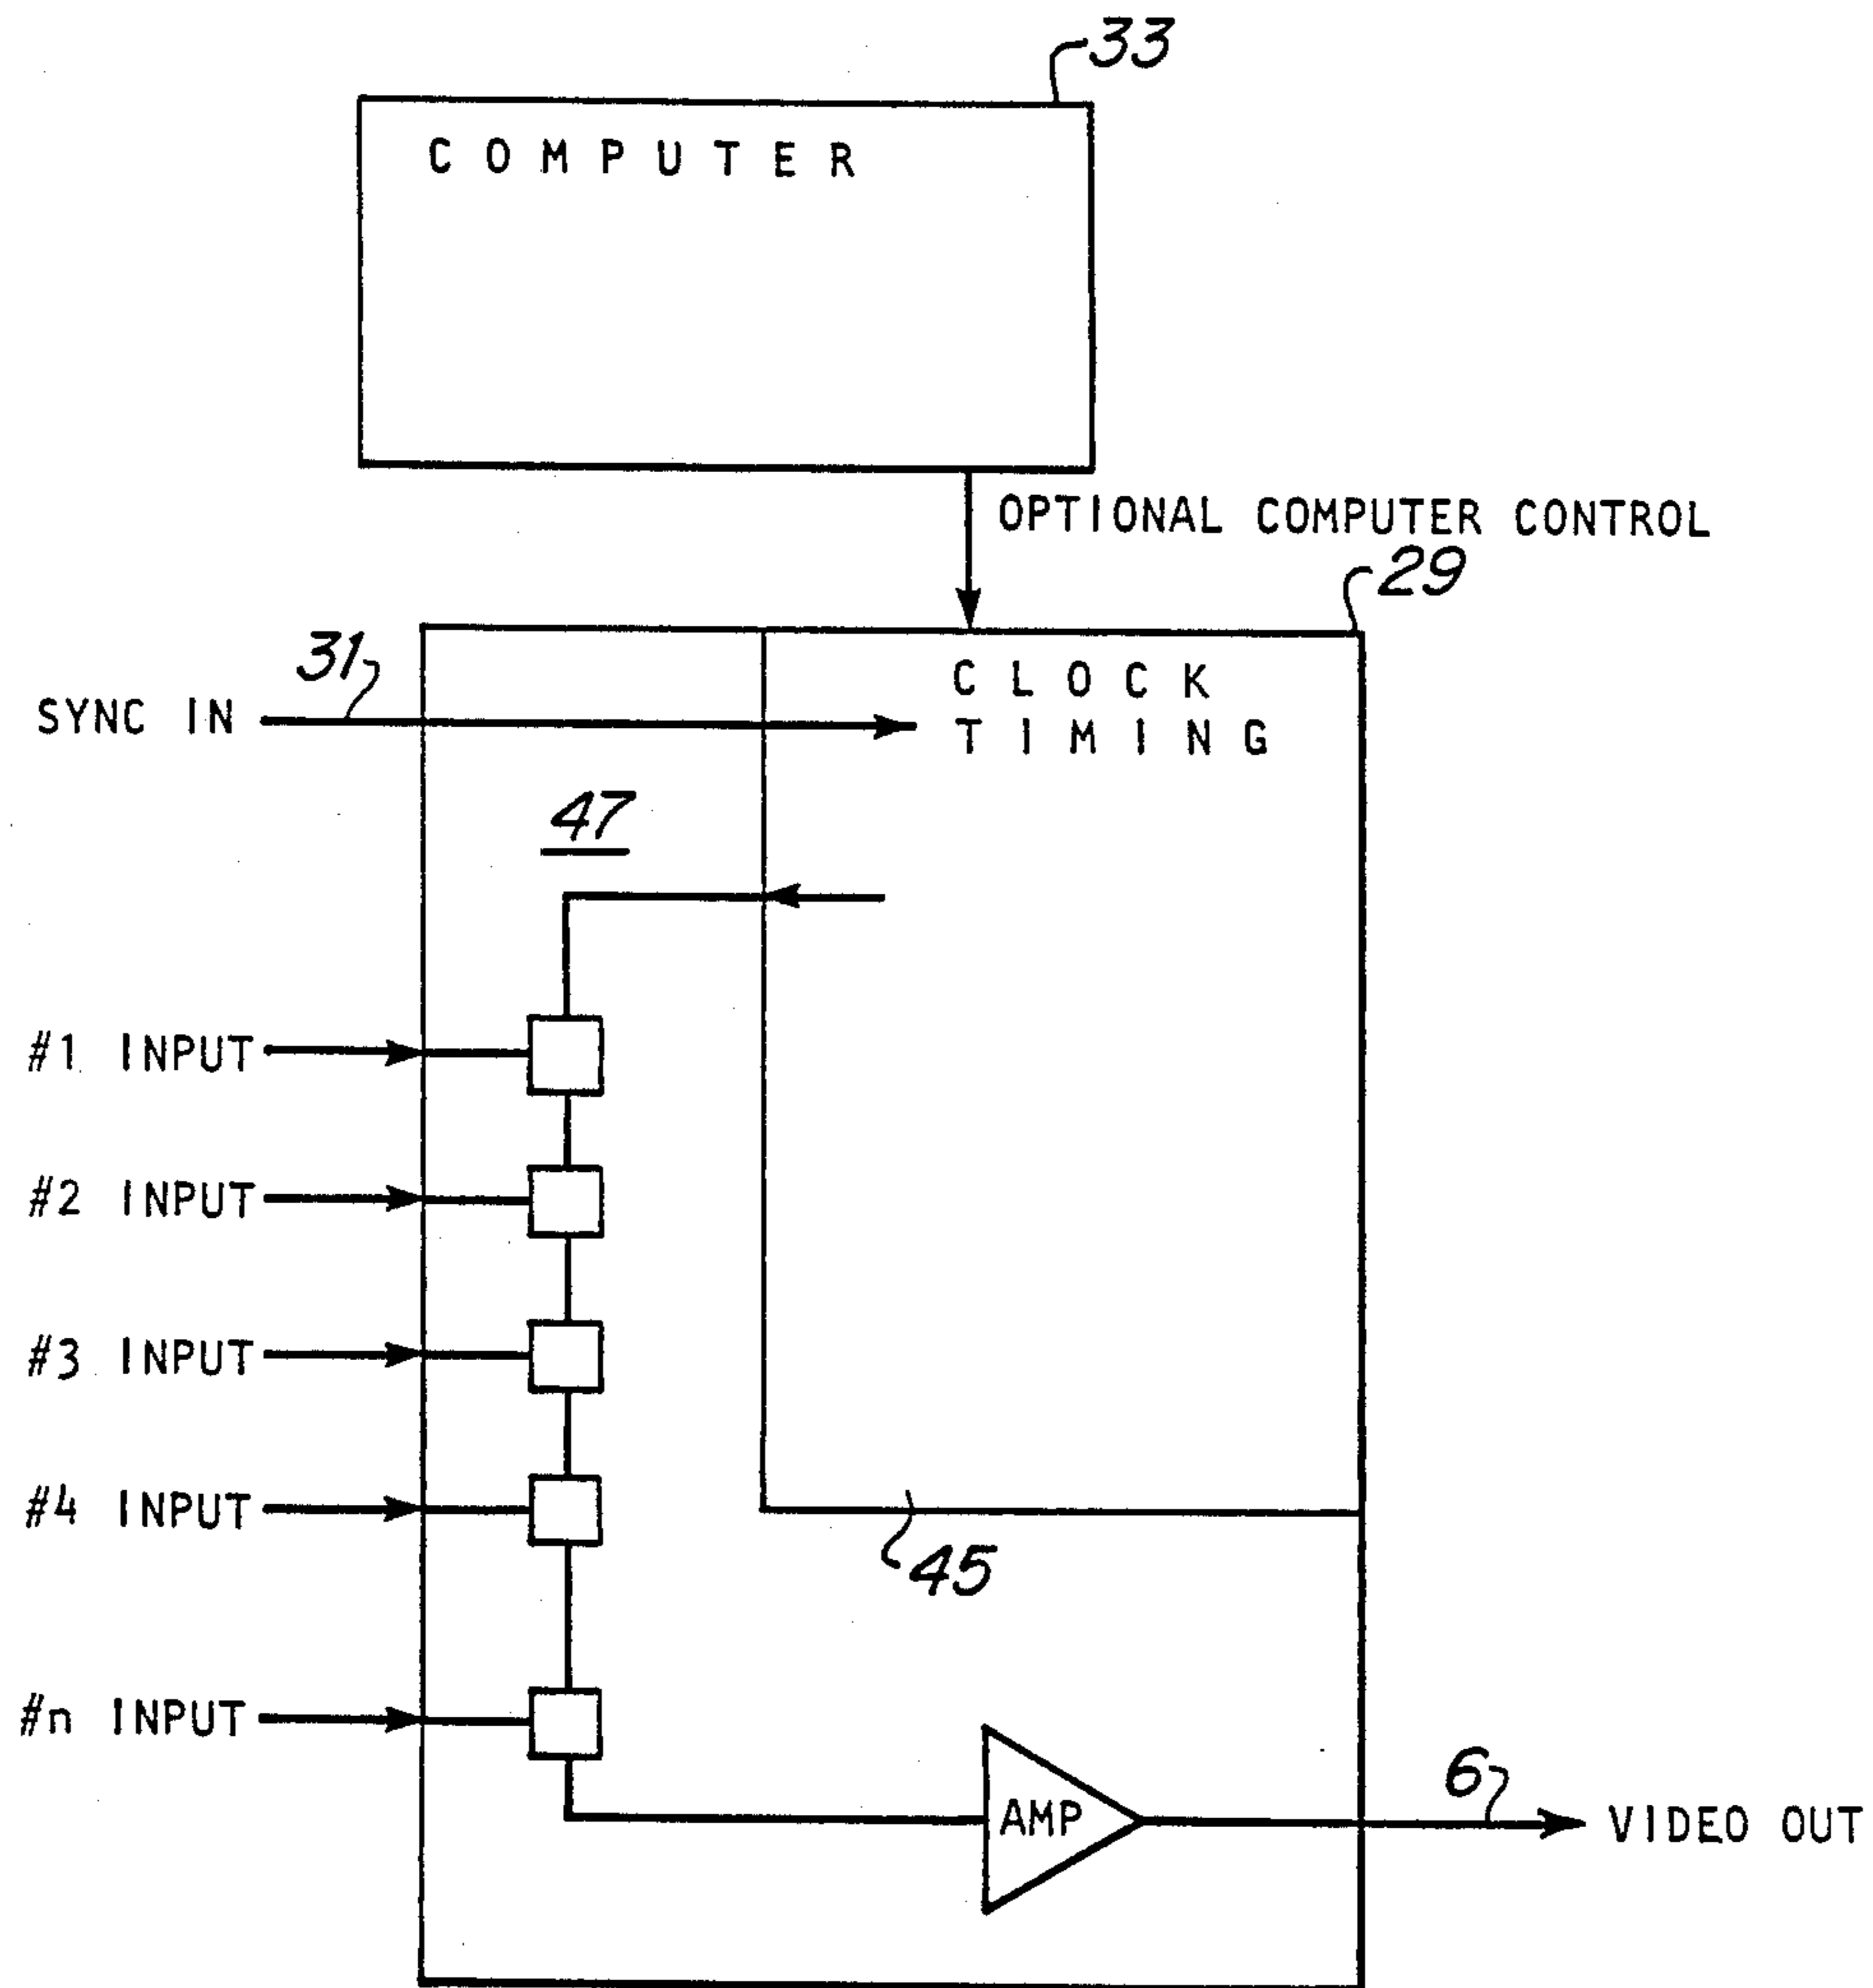 33
COMPUTER
OPTIONAL COMPUTER CONTROL
29
31
SYNC IN
CLOCK
TIMING
47
#1 INPUT
#2 INPUT
#3 INPUT
#4 INPUT
45
#n INPUT
AMP
6
VIDEO OUT